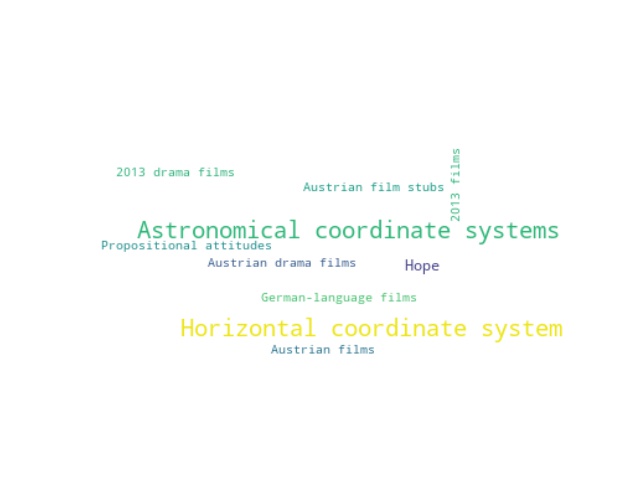 2013 drama films
Austrian film stubs
2013 films
Astronomical coordinate systems
Propositional attitudes
Austrian drama films
Hope
German-language films
Horizontal coordinate system
Austrian films